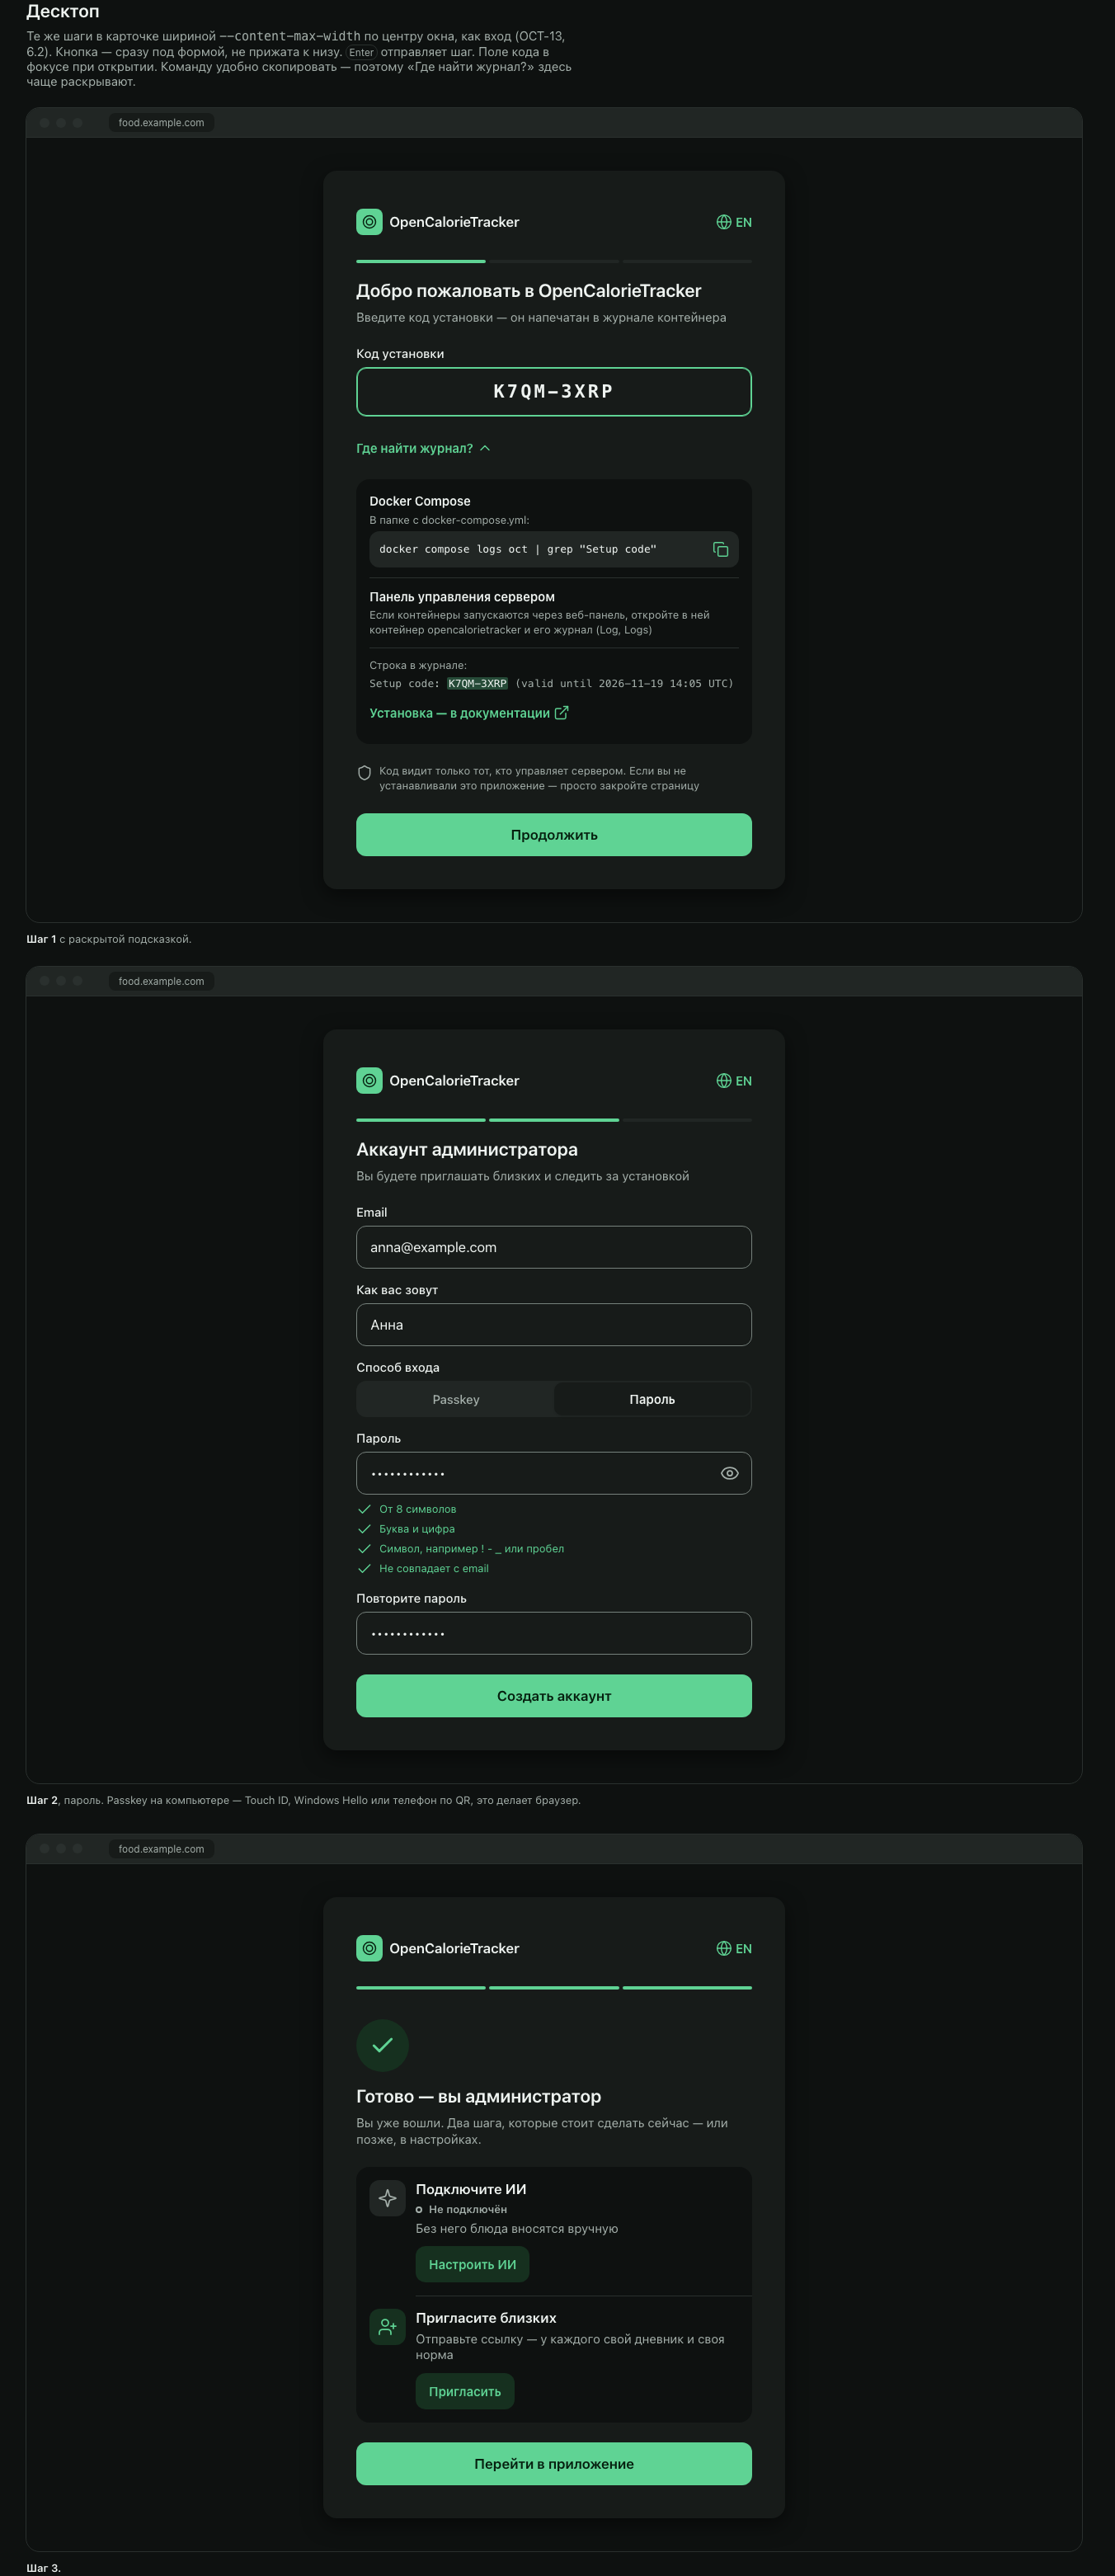 Десктоп
Те же шаги в карточке шириной --content-max-width по центру окна, как вход (OCT-13,
6.2). Кнопка — сразу под формой, не прижата к низу. Enter отправляет шаг. Поле кода в
фокусе при открытии. Команду удобно скопировать — поэтому «Где найти журнал?» здесь
чаще раскрывают.
food.example.com
OpenCalorieTracker
EN
Добро пожаловать в OpenCalorieTracker
Введите код установки — он напечатан в журнале контейнера
Код установки
K7QM-3XRP
Где найти журнал?
Docker Compose
В папке с docker-compose.yml:
docker compose logs oct | grep "Setup code"
Панель управления сервером
Если контейнеры запускаются через веб-панель, откройте в ней
контейнер opencalorietracker и его журнал (Log, Logs)
Строка в журнале:
Setup code: K7QM-3XRP (valid until 2026-11-19 14:05 UTC)
Установка — в документации
Код видит только тот, кто управляет сервером. Если вы не
устанавливали это приложение — просто закройте страницу
Продолжить
Шаг 1 с раскрытой подсказкой.
food.example.com
OpenCalorieTracker
EN
Аккаунт администратора
Вы будете приглашать близких и следить за установкой
Email
anna@example.com
Как вас зовут
Анна
Способ входа
Passkey
Пароль
Пароль
••••••••••••
От 8 символов
Буква и цифра
Символ, например ! - _ или пробел
Не совпадает с email
Повторите пароль
••••••••••••
Создать аккаунт
Шаг 2, пароль. Passkey на компьютере — Touch ID, Windows Hello или телефон по QR, это делает браузер.
food.example.com
OpenCalorieTracker
EN
Готово — вы администратор
Вы уже вошли. Два шага, которые стоит сделать сейчас — или
позже, в настройках.
Подключите ИИ
Не подключён
Без него блюда вносятся вручную
Настроить ИИ
Пригласите близких
Отправьте ссылку — у каждого свой дневник и своя
норма
Пригласить
Перейти в приложение
Шаг 3.